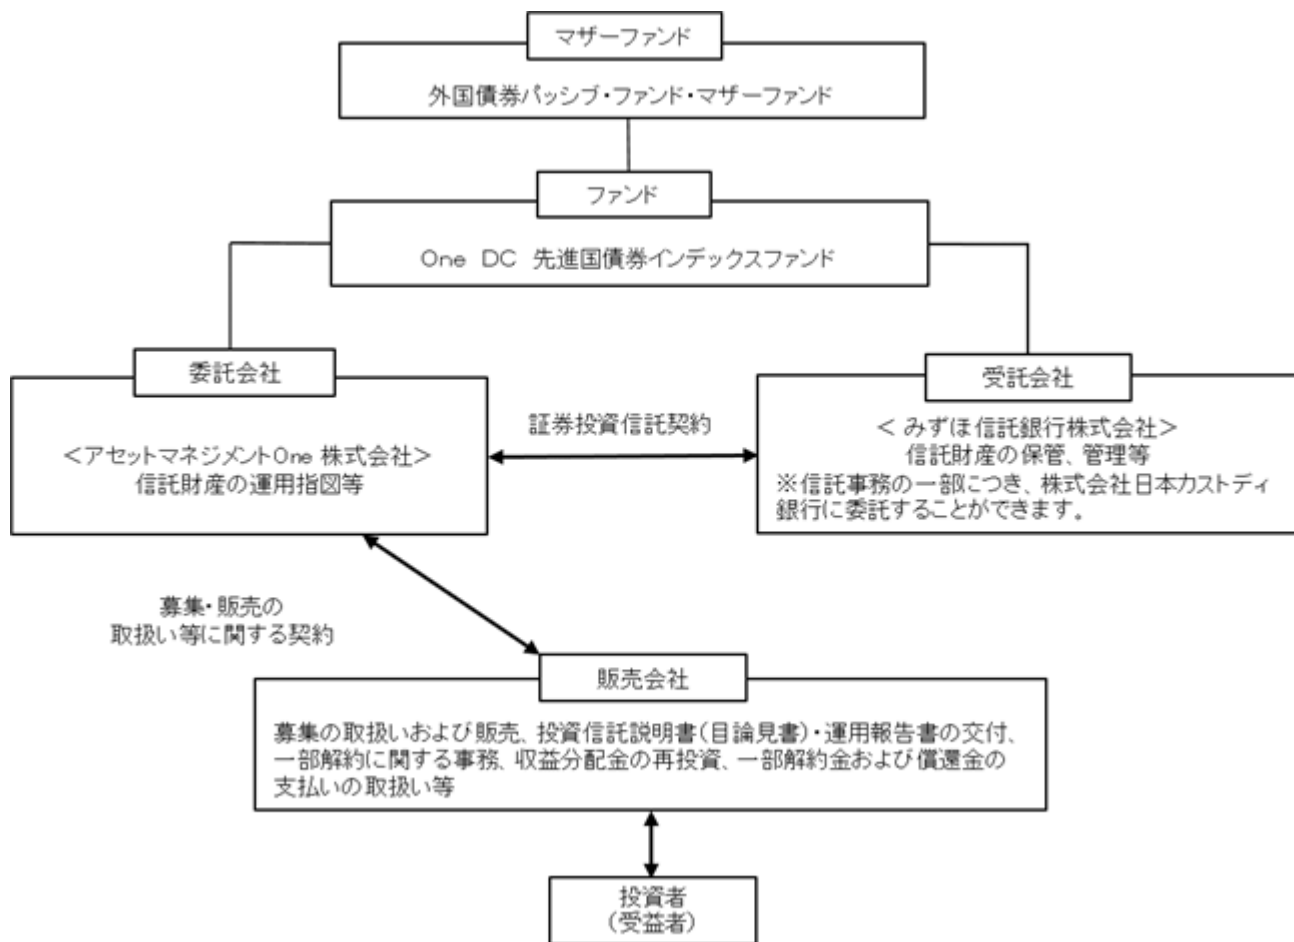 マザーファンド
外国債券パッシブ・ファンド・マザーファンド
ファンド
One DC 先進国債券インデックスファンド
委託会社
<アセットマネジメントOne 株式会社>
信託財産の運用指図等
証券投資信託契約
受託会社
< みずほ信託銀行株式会社>
信託財産の保管、管理等
※信託事務の一部につき、株式会社日本カストディ
銀行に委託することができます。
募集・販売の
取扱い等に関する契約
販売会社
募集の取扱いおよび販売、投資信託説明書(目論見書)・運用報告書の交付、
一部解約に関する事務、収益分配金の再投資、一部解約金および償還金の
支払いの取扱い等
投資者
(受益者)